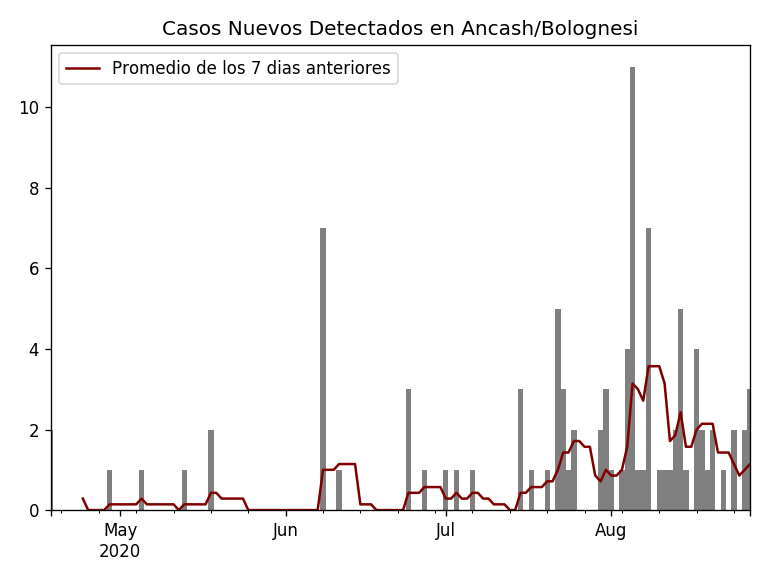 Casos Nuevos Detectados en Ancash/Bolognesi
Promedio de los 7 dias anteriores
10
8
6
4
2
0
May
2020
Jun
Jul
Aug